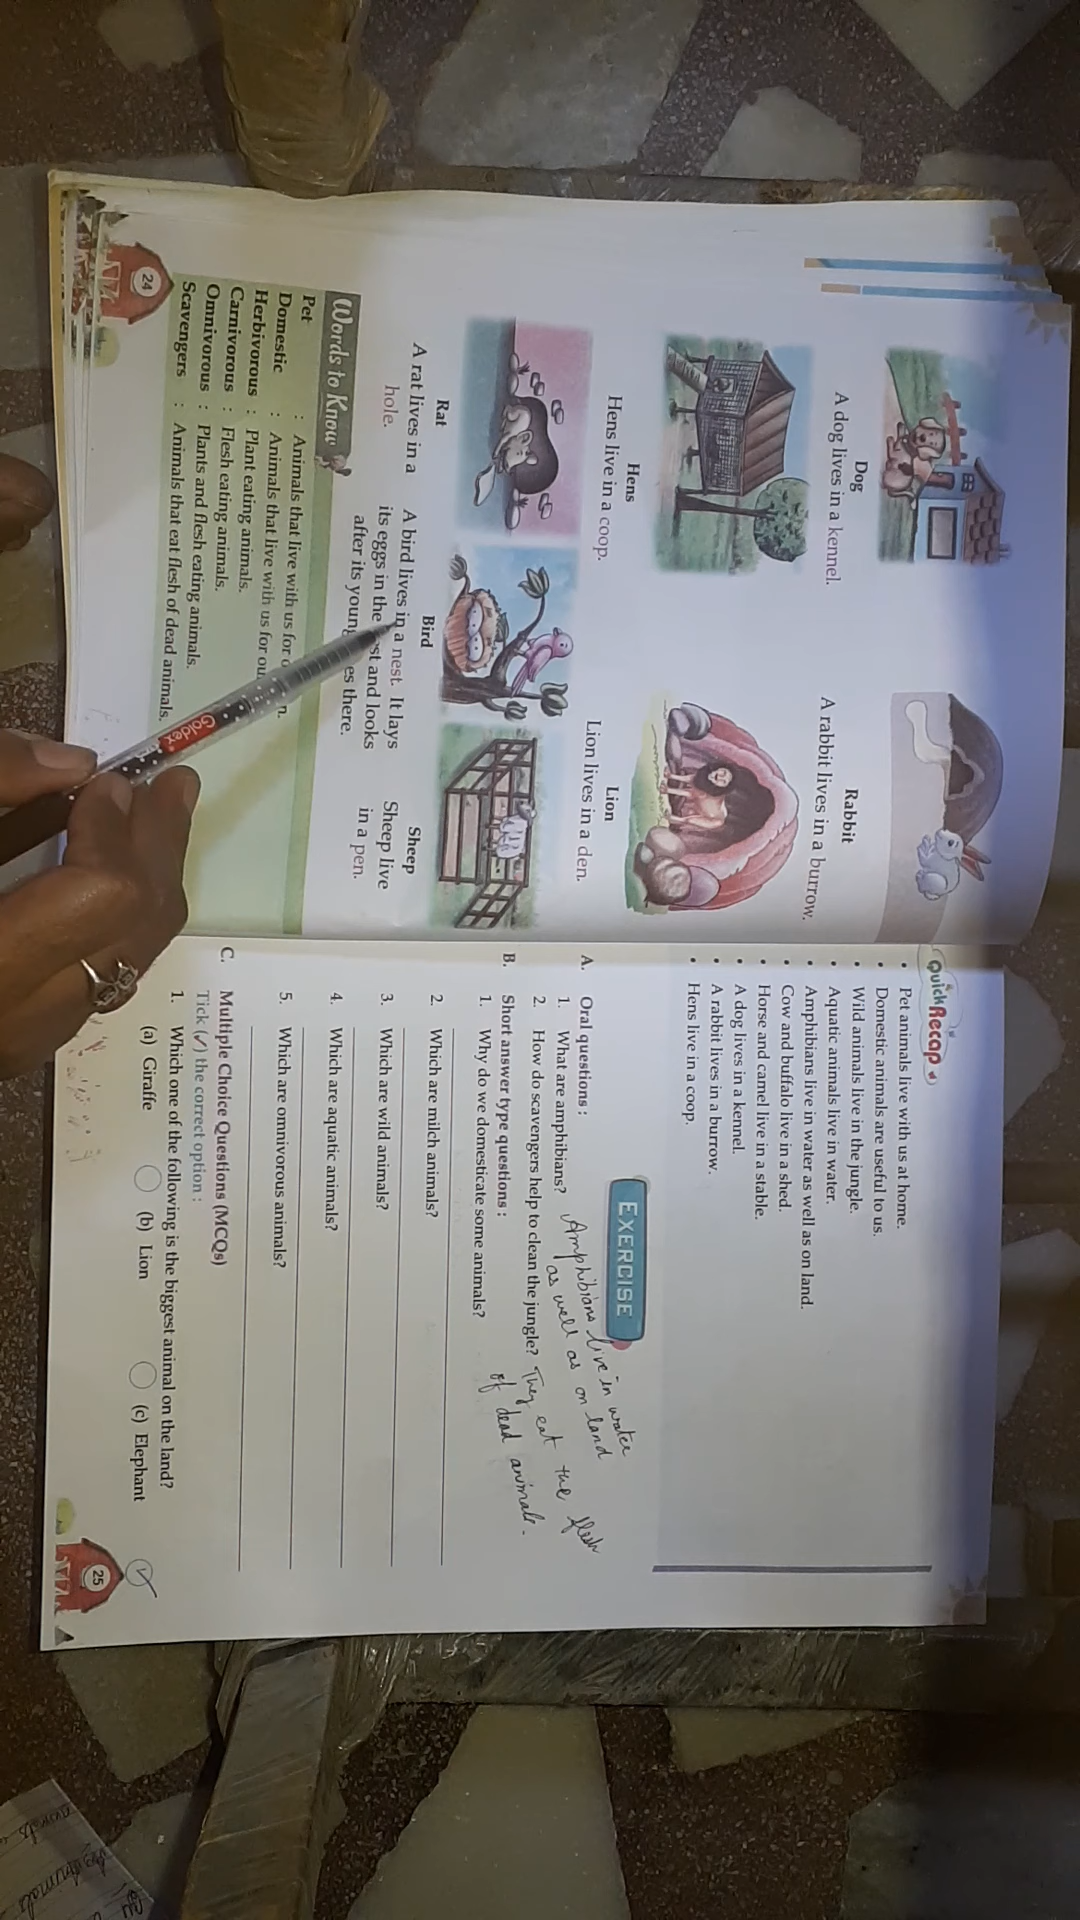 Dog
A dog lives in a kennel.
Rabbit
A rabbit lives in a burrow.
Hens
Hens live in a coop.
Lion
Lion lives in a den.
Rat
A rat lives in a
hole.
Bird
A bird lives in a nest. It lays
its eggs in the st and looks
after its young es there.
Sheep
Sheep live
in a pen.
Words to Know
Pet : Animals that live with us for
Domestic : Animals that live with us for
Herbivorous : Plant eating animals.
Carnivorous : Flesh eating animals.
Omnivorous : Plants and flesh eating animals.
Scavengers : Animals that eat flesh of dead animals.
24
Quick Recap
• Pet animals live with us at home.
• Domestic animals are useful to us.
• Wild animals live in the jungle.
• Aquatic animals live in water.
• Amphibians live in water as well as on land.
• Cow and buffalo live in a shed.
• Horse and camel live in a stable.
• A dog lives in a kennel.
• A rabbit lives in a burrow.
• Hens live in a coop.
EXERCISE
A. Oral questions :
1. What are amphibians? Amphibians live in water
as well as on land
2. How do scavengers help to clean the jungle? They eat the flesh
of dead animals.
B. Short answer type questions :
1. Why do we domesticate some animals?
2. Which are milch animals?
3. Which are wild animals?
4. Which are aquatic animals?
5. Which are omnivorous animals?
C. Multiple Choice Questions (MCQs)
Tick (✓) the correct option :
1. Which one of the following is the biggest animal on the land?
(a) Giraffe (b) Lion (c) Elephant ✓
25
Goldex